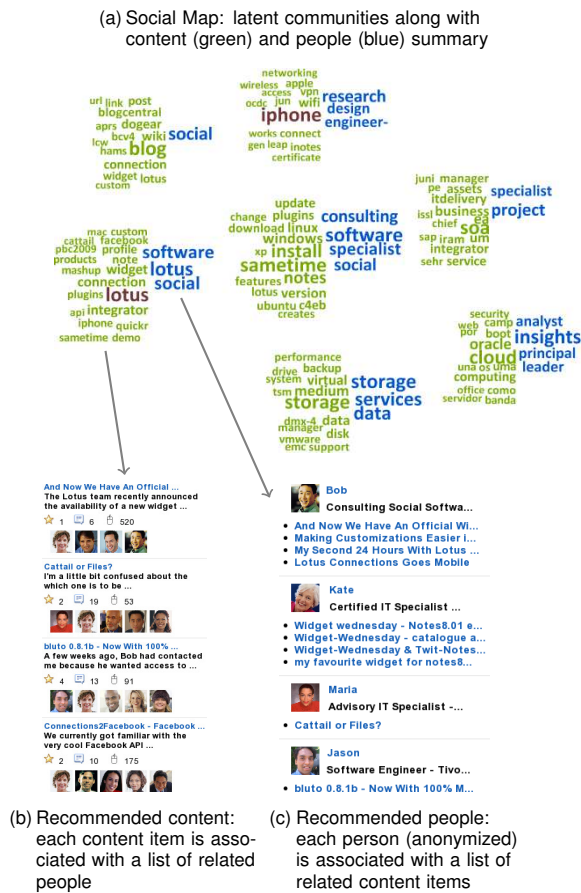 (a) Social Map: latent communities along with
content (green) and people (blue) summary
url link post
blogcentral
aprs dogear
bcv4 wiki social
lcw
hams blog
connection
widget lotus
custom
networking
wireless apple
access vpn
ocdc jun wifi research
iphone design
engineer-
works connect
gen leap inotes
certificate
juni manager
pe assets specialist
itdelivery
issl business project
chief ea
soa
sap iram um
integrator
sehr service
update
change plugins consulting
download linux
windows software
xp install specialist
sametime social
features notes
lotus version
ubuntu c4eb
creates
mac custom
cattail facebook
pbc2009 profile software
products note
mashup widget lotus
connection social
plugins lotus
api integrator
iphone quickr
sametime demo
security
web camp analyst
por boot
oracle insights
cloud principal
una os uma leader
computing
office como
servidor banda
performance
drive backup
system virtual storage
tsm medium services
storage data
dmx-4 data
manager disk
vmware
emc support
And Now We Have An Official ...
The Lotus team recently announced
the availability of a new widget ...
1 6 520
Cattail or Files?
I'm a little bit confused about the
which one is to be ...
2 19 53
bluto 0.8.1b - Now With 100% ...
A few weeks ago, Bob had contacted
me because he wanted access to ...
4 13 91
Connections2Facebook - Facebook ...
We currently got familiar with the
very cool Facebook API ...
2 10 175
Bob
Consulting Social Softwa...
• And Now We Have An Official Wi...
• Making Customizations Easier i...
• My Second 24 Hours With Lotus ...
• Lotus Connections Goes Mobile
Kate
Certified IT Specialist ...
• Widget wednesday - Notes8.01 e...
• Widget-Wednesday - catalogue a...
• Widget-Wednesday & Twit-Notes...
• my favourite widget for notes8...
Maria
Advisory IT Specialist -...
• Cattail or Files?
Jason
Software Engineer - Tivo...
• bluto 0.8.1b - Now With 100% M...
(b) Recommended content:
each content item is asso-
ciated with a list of related
people
(c) Recommended people:
each person (anonymized)
is associated with a list of
related content items